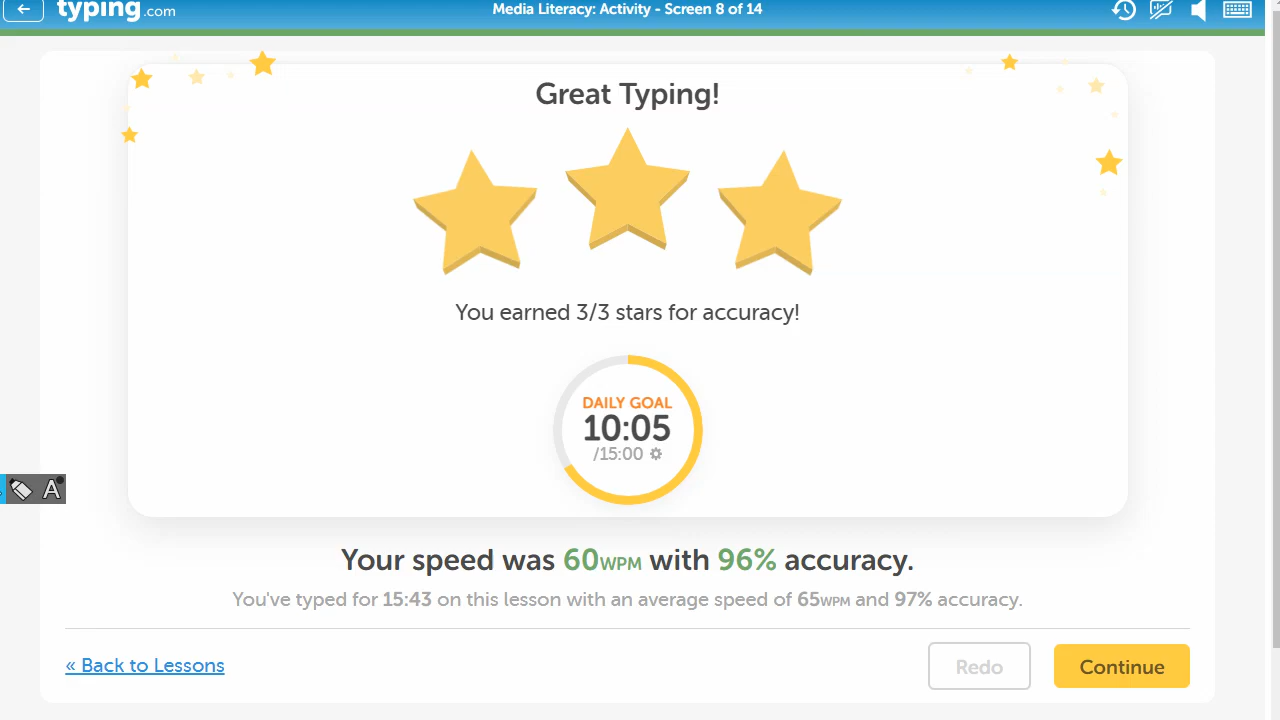 typing.com
Media Literacy: Activity - Screen 8 of 14
Great Typing!
You earned 3/3 stars for accuracy!
DAILY GOAL
10:05
/15:00
A
Your speed was 60WPM with 96% accuracy.
You've typed for 15:43 on this lesson with an average speed of 65WPM and 97% accuracy.
« Back to Lessons
Redo
Continue